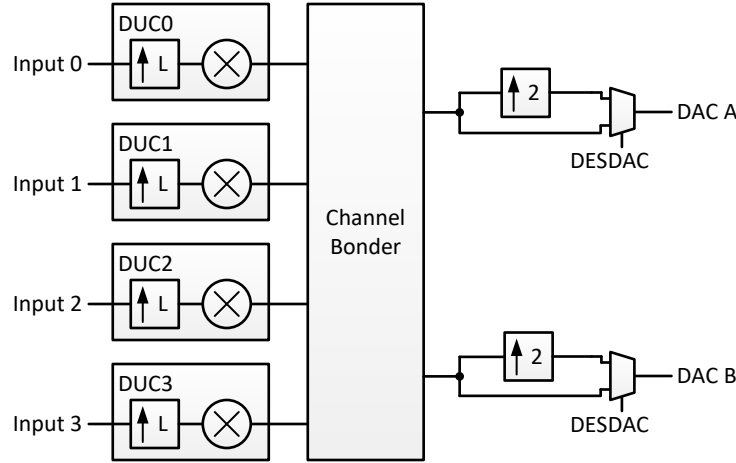 DUC0
Input 0
L
DUC1
Input 1
L
DUC2
Input 2
L
DUC3
Input 3
L
Channel
Bonder
2
DAC A
DESDAC
2
DAC B
DESDAC